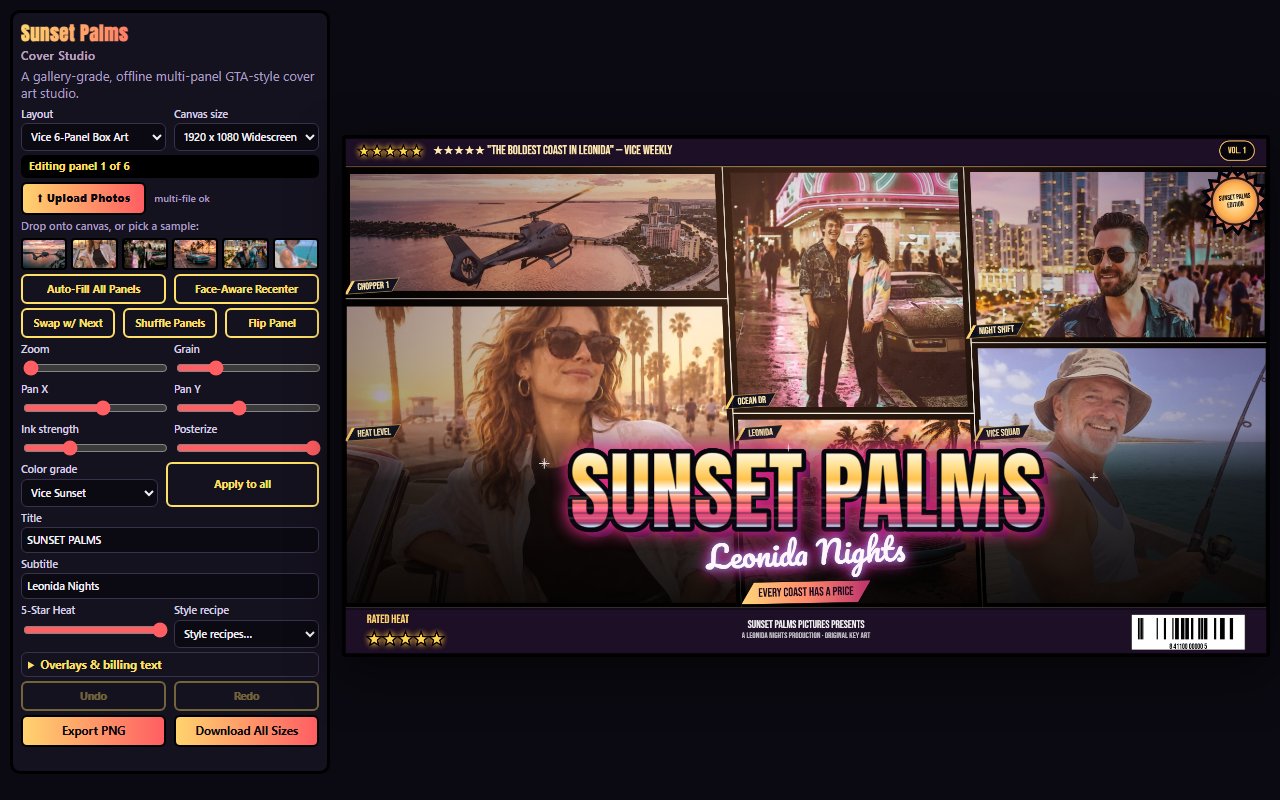 Sunset Palms
Cover Studio
A gallery-grade, offline multi-panel GTA-style cover
art studio.
Layout
Canvas size
Vice 6-Panel Box Art
1920 x 1080 Widescreen
Editing panel 1 of 6
↑ Upload Photos
multi-file ok
Drop onto canvas, or pick a sample:
Auto-Fill All Panels
Face-Aware Recenter
Swap w/ Next
Shuffle Panels
Flip Panel
Zoom
Grain
Pan X
Pan Y
Ink strength
Posterize
Color grade
Vice Sunset
Apply to all
Title
SUNSET PALMS
Subtitle
Leonida Nights
5-Star Heat
Style recipe
Style recipes...
▶ Overlays & billing text
Undo
Redo
Export PNG
Download All Sizes
★★★★★ ★★★★★ "THE BOLDEST COAST IN LEONIDA" — VICE WEEKLY
VOL. 1
SUNSET PALMS
EDITION
CHOPPER 1
OCEAN DR
NIGHT SHIFT
HEAT LEVEL
LEONIDA
VICE SQUAD
SUNSET PALMS
Leonida Nights
EVERY COAST HAS A PRICE
RATED HEAT
★★★★★
SUNSET PALMS PICTURES PRESENTS
A LEONIDA NIGHTS PRODUCTION · ORIGINAL KEY ART
8 41100 00000 5